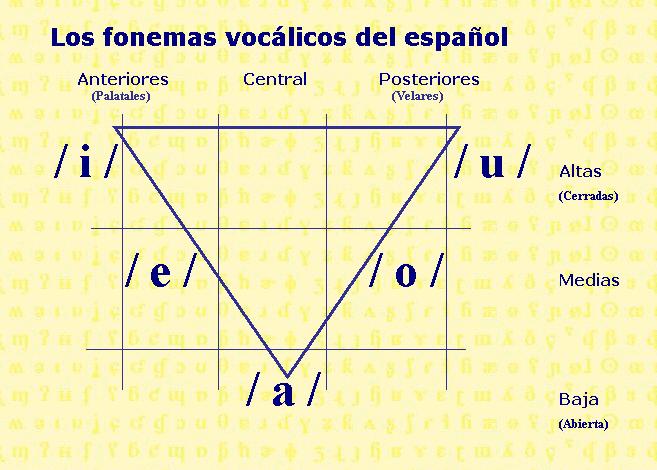 Los fonemas vocálicos del español
Anteriores Central Posteriores
(Palatales) (Velares)
/ i / / u / Altas
(Cerradas)
/ e / / o / Medias
/ a / Baja
(Abierta)